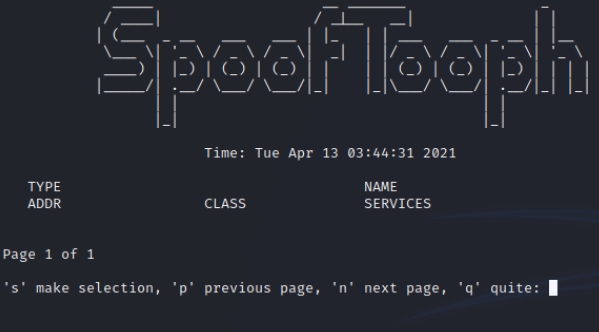 SpoofTooph
Time: Tue Apr 13 03:44:31 2021
TYPE NAME
ADDR CLASS SERVICES
Page 1 of 1
's' make selection, 'p' previous page, 'n' next page, 'q' quite: